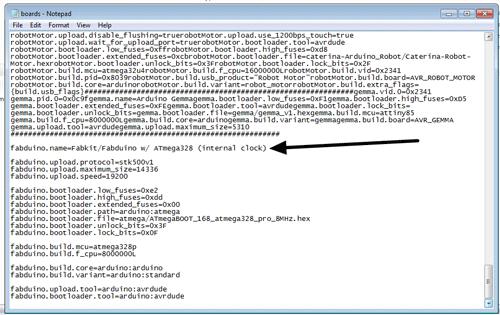 boards - Notepad
File Edit Format View Help
robotMotor.upload.disable_flushing=truerobotMotor.upload.use_1200bps_touch=true
robotMotor.upload.wait_for_upload_port=truerobotMotor.bootloader.tool=avrdude
robotMotor.bootloader.low_fuses=0xffrobotMotor.bootloader.high_fuses=0xd8
robotMotor.bootloader.extended_fuses=0xcbrobotMotor.bootloader.file=caterina-Arduino_Robot/Caterina-Robot-
hexrobotMotor.bootloader.unlock_bits=0x3FrobotMotor.bootloader.lock_bits=0x2F
robotMotor.build.mcu=atmega32u4robotMotor.build.f_cpu=16000000LrobotMotor.build.vid=0x2341
robotMotor.build.pid=0x8039robotMotor.build.usb_product="Robot Motor"robotMotor.build.board=AVR_ROBOT_MOTOR
robotMotor.build.core=arduinorobotMotor.build.variant=robot_motorrobotMotor.build.extra_flags=
{build.usb_flags}##################################################gemma.vid.0=0x2341
gemma.pid.0=0x0c9fgemma.name=Arduino Gemmagemma.bootloader.low_fuses=0xF1gemma.bootloader.high_fuses=0xD5
gemma.bootloader.extended_fuses=0xFEgemma.bootloader.tool=avrdudegemma.bootloader.lock_bits=
gemma.bootloader.unlock_bits=gemma.bootloader.file=gemma/gemma_v1.hexgemma.build.mcu=attiny85
gemma.build.f_cpu=8000000Lgemma.build.core=arduinogemma.build.variant=gemmagemma.build.board=AVR_GEMMA
gemma.upload.tool=avrdudegemma.upload.maximum_size=5310
############################################################
fabduino.name=Fabkit/Fabduino w/ ATmega328 (internal clock)
fabduino.upload.protocol=stk500v1
fabduino.upload.maximum_size=14336
fabduino.upload.speed=19200
fabduino.bootloader.low_fuses=0xe2
fabduino.bootloader.high_fuses=0xdd
fabduino.bootloader.extended_fuses=0x00
fabduino.bootloader.path=arduino:atmega
fabduino.bootloader.file=atmega/ATmegaBOOT_168_atmega328_pro_8MHz.hex
fabduino.bootloader.unlock_bits=0x3F
fabduino.bootloader.lock_bits=0x0F
fabduino.build.mcu=atmega328p
fabduino.build.f_cpu=8000000L
fabduino.build.core=arduino:arduino
fabduino.build.variant=arduino:standard
fabduino.upload.tool=arduino:avrdude
fabduino.bootloader.tool=arduino:avrdude